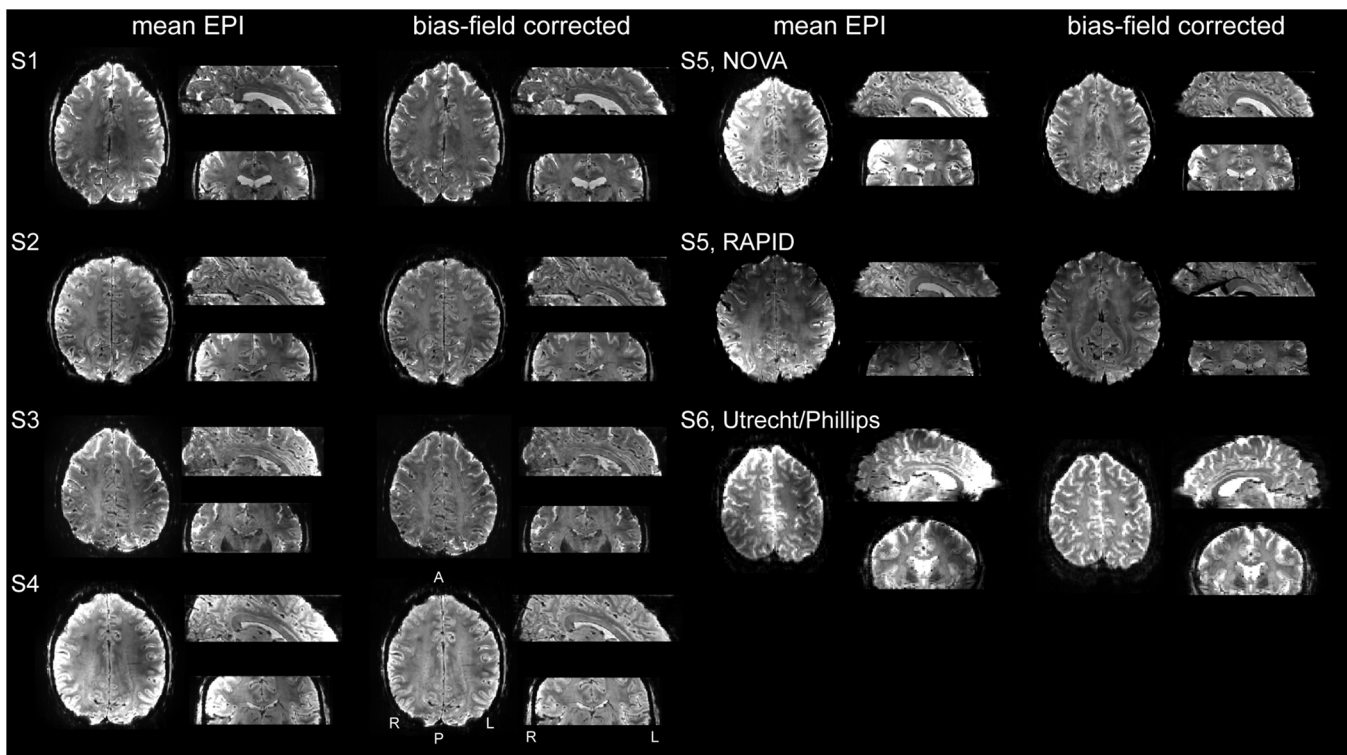 mean EPI
bias-field corrected
mean EPI
bias-field corrected
S1
S5, NOVA
S2
S5, RAPID
S3
S6, Utrecht/Phillips
S4
A
R
L
P
R
L